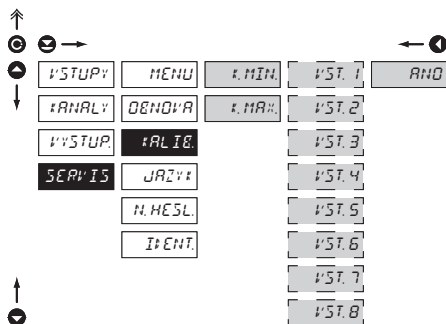 VSTUPY MENU K. MIN. VST. 1 ANO
KANALY OBNOVA K. MAX. VST. 2
VYSTUP. KALIB. VST. 3
SERVIS JAZYK VST. 4
N. HESL. VST. 5
IDENT. VST. 6
VST. 7
VST. 8